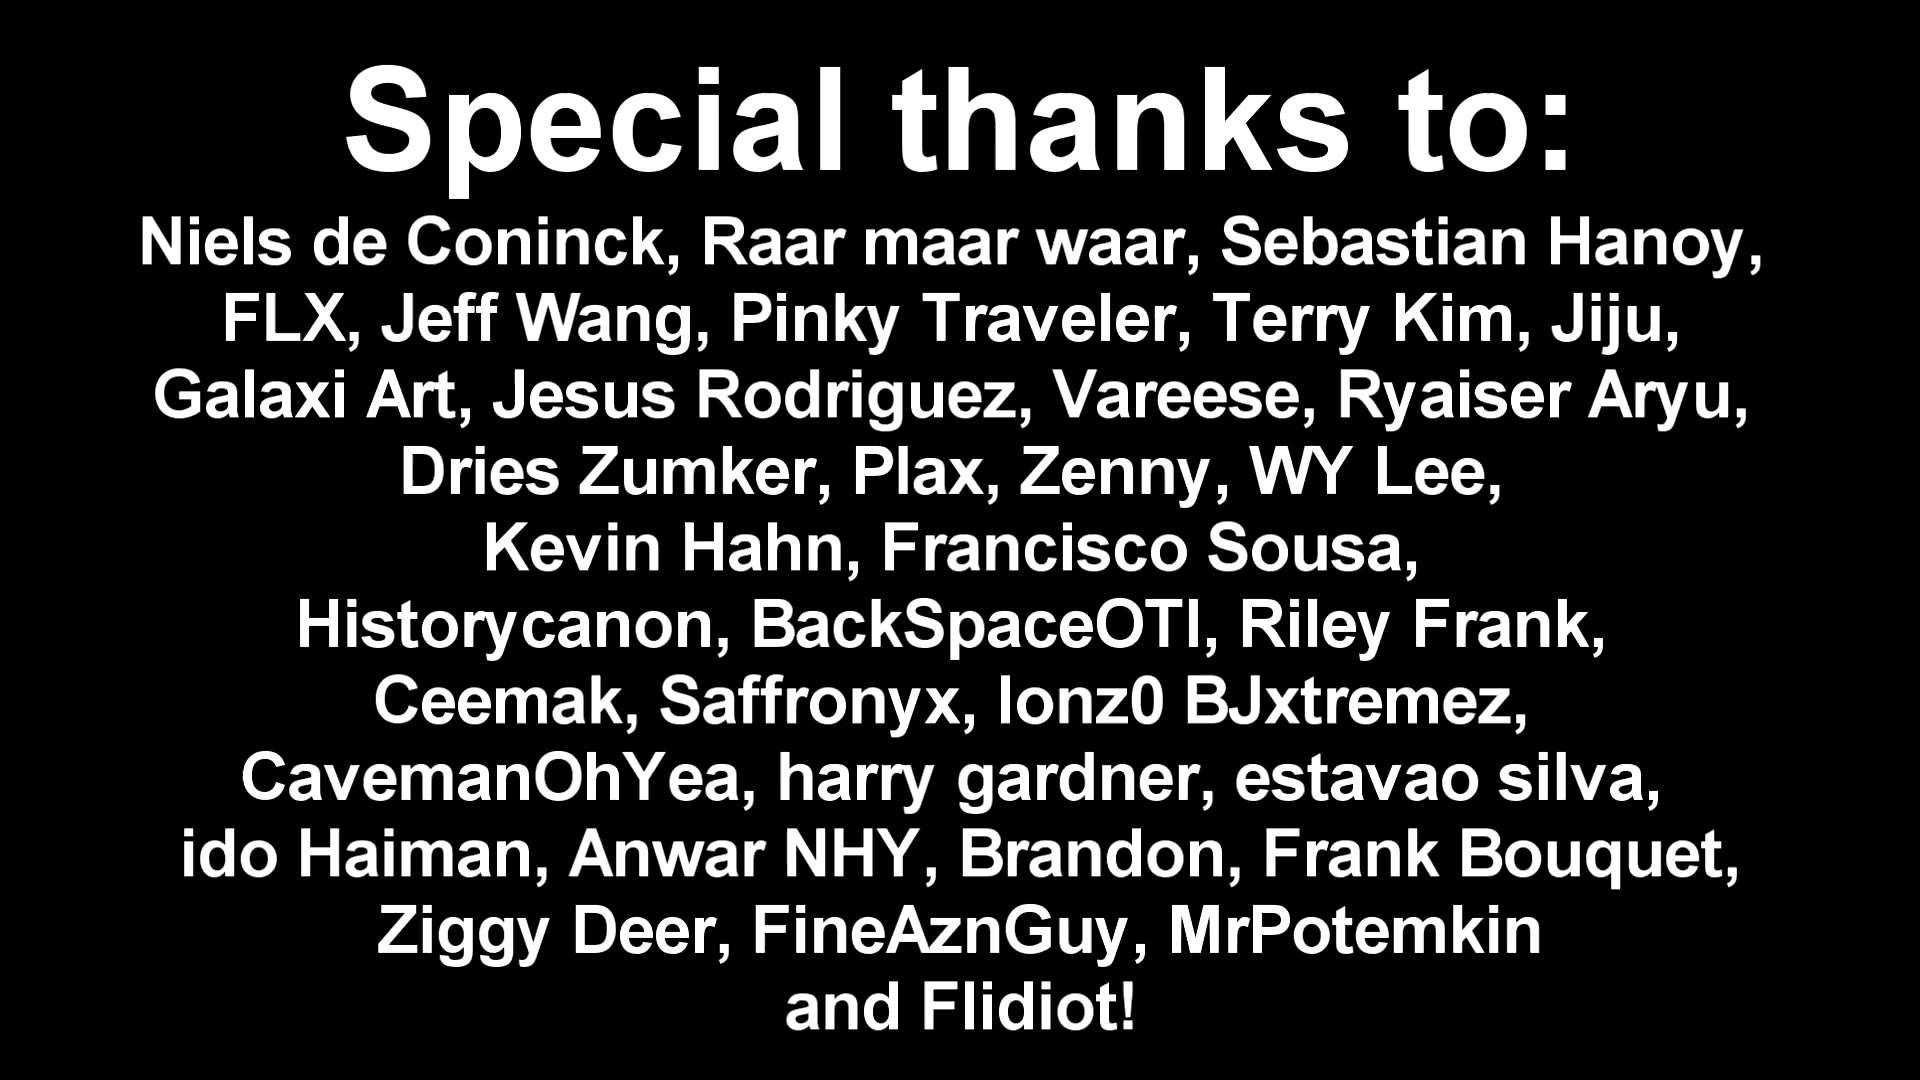 Special thanks to:
Niels de Coninck, Raar maar waar, Sebastian Hanoy,
FLX, Jeff Wang, Pinky Traveler, Terry Kim, Jiju,
Galaxi Art, Jesus Rodriguez, Vareese, Ryaiser Aryu,
Dries Zumker, Plax, Zenny, WY Lee,
Kevin Hahn, Francisco Sousa,
Historycanon, BackSpaceOTI, Riley Frank,
Ceemak, Saffronyx, lonz0 BJxtremez,
CavemanOhYea, harry gardner, estavao silva,
ido Haiman, Anwar NHY, Brandon, Frank Bouquet,
Ziggy Deer, FineAznGuy, MrPotemkin
and Flidiot!